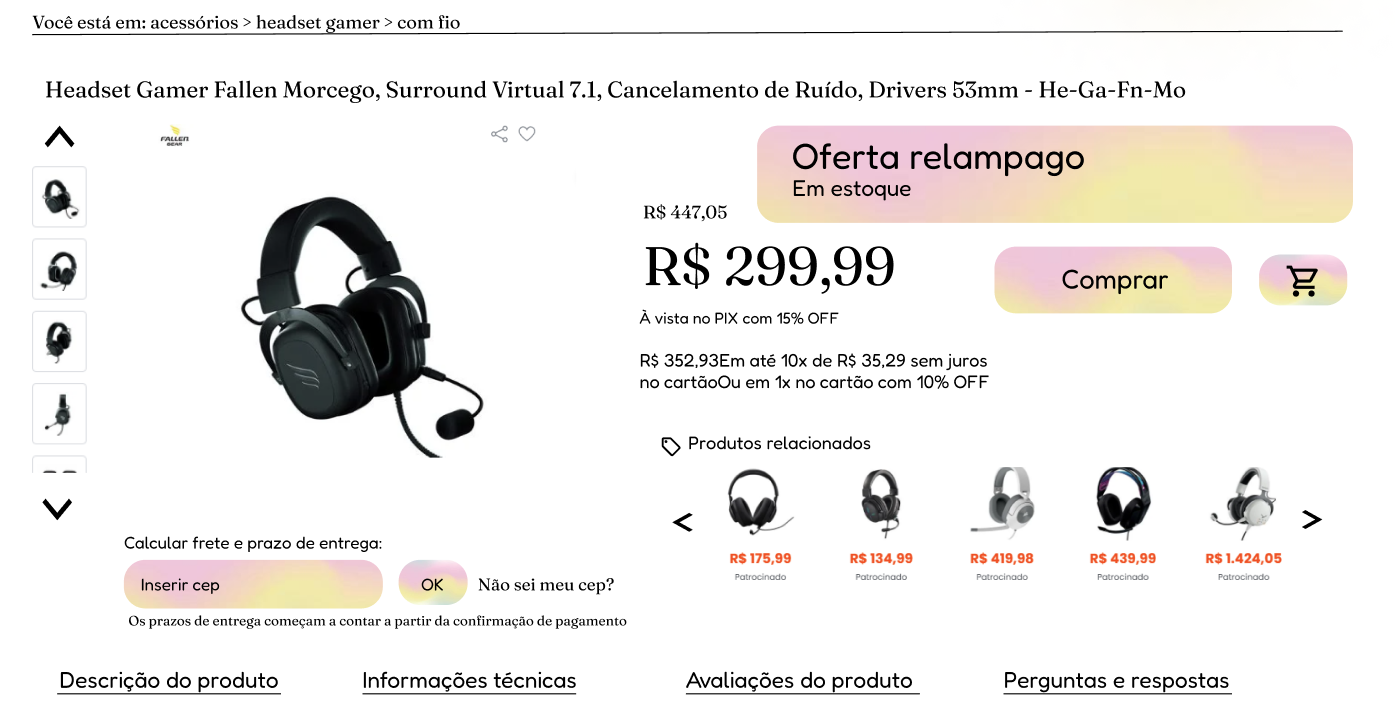 Você está em: acessórios > headset gamer > com fio
Headset Gamer Fallen Morcego, Surround Virtual 7.1, Cancelamento de Ruído, Drivers 53mm - He-Ga-Fn-Mo
FALLEN
GEAR
Oferta relampago
Em estoque
R$ 447,05
R$ 299,99
Comprar
À vista no PIX com 15% OFF
R$ 352,93Em até 10x de R$ 35,29 sem juros
no cartãoOu em 1x no cartão com 10% OFF
Produtos relacionados
<
>
R$ 175,99
Patrocinado
R$ 134,99
Patrocinado
R$ 419,98
Patrocinado
R$ 439,99
Patrocinado
R$ 1.424,05
Patrocinado
Calcular frete e prazo de entrega:
Inserir cep
OK
Não sei meu cep?
Os prazos de entrega começam a contar a partir da confirmação de pagamento
Descrição do produto
Informações técnicas
Avaliações do produto
Perguntas e respostas